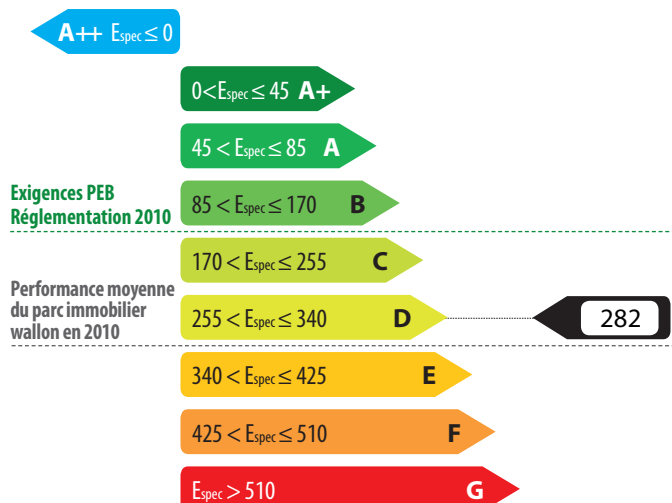 A++ Espec ≤ 0
0<Espec ≤ 45 A+
45 < Espec ≤ 85 A
Exigences PEB
Réglementation 2010
85 < Espec ≤ 170 B
170 < Espec ≤ 255 C
Performance moyenne
du parc immobilier
wallon en 2010
255 < Espec ≤ 340 D
282
340 < Espec ≤ 425 E
425 < Espec ≤ 510 F
Espec > 510 G